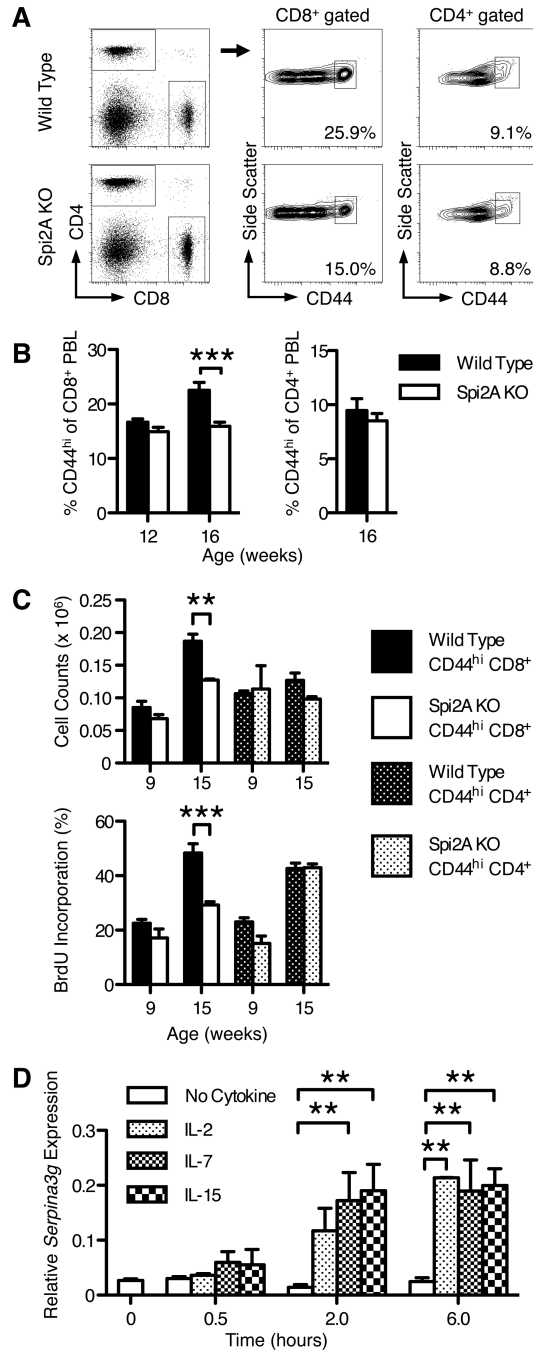 A
CD8⁺ gated
CD4⁺ gated
Wild Type
25.9%
9.1%
Spi2A KO
CD4
Side Scatter
Side Scatter
15.0%
8.8%
CD8
CD44
CD44
B
% CD44ʰⁱ of CD8⁺ PBL
30
20
10
0
***
12
16
% CD44ʰⁱ of CD4⁺ PBL
15
10
5
0
16
Age (weeks)
Wild Type
Spi2A KO
C
Cell Counts (x 10⁶)
0.25
0.20
0.15
0.10
0.05
0
**
9
15
9
15
Wild Type
CD44ʰⁱ CD8⁺
Spi2A KO
CD44ʰⁱ CD8⁺
Wild Type
CD44ʰⁱ CD4⁺
Spi2A KO
CD44ʰⁱ CD4⁺
BrdU Incorporation (%)
60
40
20
0
***
9
15
9
15
Age (weeks)
D
No Cytokine
IL-2
IL-7
IL-15
Relative Serpina3g Expression
0.3
0.2
0.1
0
**
**
**
**
**
0
0.5
2.0
6.0
Time (hours)